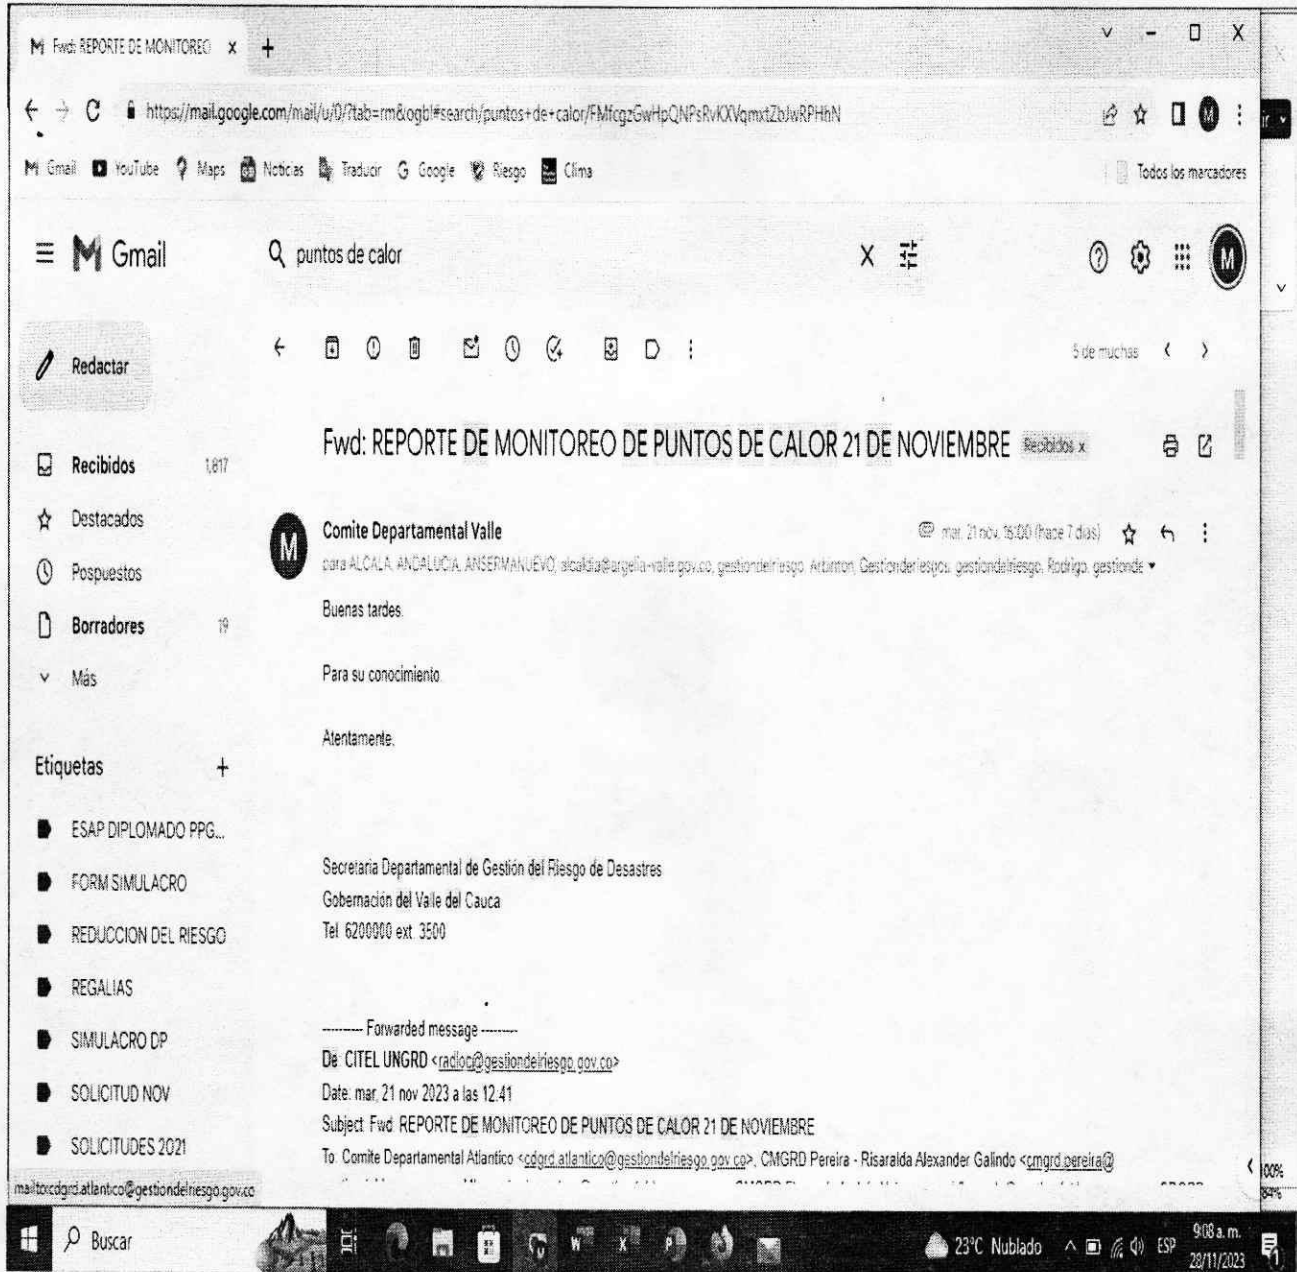 Fwd: REPORTE DE MONITOREO x +
https://mail.google.com/mail/u/0/?tab=rm&ogbl#search/puntos+de+calor/FMfcgzGwHpQNPsRvKXVqmxtZbJwRPHhN
Gmail YouTube Maps Noticias Traducir Google Riesgo Clima Todos los marcadores
Gmail
puntos de calor
M
Redactar
5 de muchas
Fwd: REPORTE DE MONITOREO DE PUNTOS DE CALOR 21 DE NOVIEMBRE Recibidos x
Recibidos 1,817
Destacados
Pospuestos
Borradores 19
Más
Comite Departamental Valle mar, 21 nov, 16:00 (hace 7 días)
para ALCALA, ANDALUCIA, ANSERMANUEVO, alcaldia@argelia-valle.gov.co, gestiondelriesgo, Arbinton, Gestionderiesgos, gestiondelriesgo, Rodrigo, gestionde
Buenas tardes.
Para su conocimiento.
Atentamente,
Etiquetas +
ESAP DIPLOMADO PPG...
FORM SIMULACRO
REDUCCION DEL RIESGO
REGALIAS
SIMULACRO DP
SOLICITUD NOV
SOLICITUDES 2021
Secretaria Departamental de Gestión del Riesgo de Desastres
Gobernación del Valle del Cauca
Tel 6200000 ext. 3500
--------- Forwarded message ---------
De: CITEL UNGRD <radioc@gestiondelriesgo.gov.co>
Date: mar, 21 nov 2023 a las 12:41
Subject: Fwd: REPORTE DE MONITOREO DE PUNTOS DE CALOR 21 DE NOVIEMBRE
To: Comite Departamental Atlantico <cdgrd.atlantico@gestiondelriesgo.gov.co>, CMGRD Pereira - Risaralda Alexander Galindo <cmgrd.pereira@
mailto:cdgrd.atlantico@gestiondelriesgo.gov.co
100%
84%
Buscar
23°C Nublado
ESP
9:08 a. m.
28/11/2023